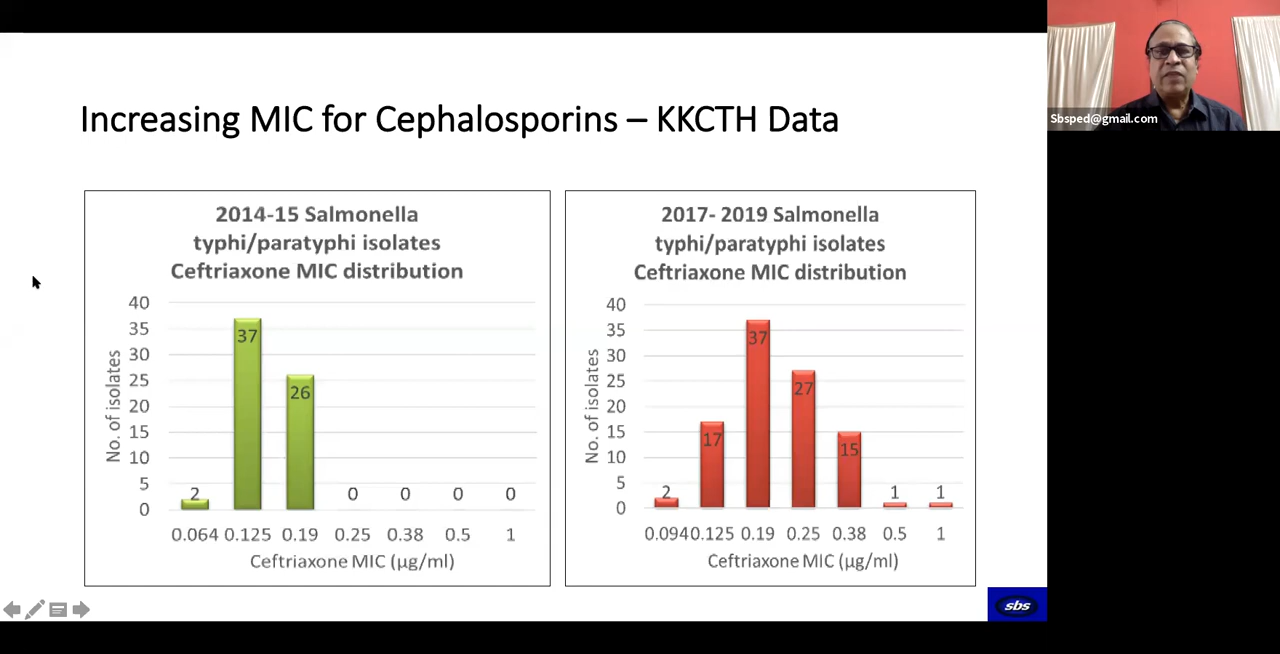 Increasing MIC for Cephalosporins – KKCTH Data
Sbsped@gmail.com
2014-15 Salmonella
typhi/paratyphi isolates
Ceftriaxone MIC distribution
No. of isolates
40
35
30
25
20
15
10
5
0
2
37
26
0
0
0
0
0.064 0.125 0.19 0.25 0.38 0.5 1
Ceftriaxone MIC (µg/ml)
2017- 2019 Salmonella
typhi/paratyphi isolates
Ceftriaxone MIC distribution
No. of isolates
40
35
30
25
20
15
10
5
0
2
17
37
27
15
1
1
0.094 0.125 0.19 0.25 0.38 0.5 1
Ceftriaxone MIC (µg/ml)
sbs